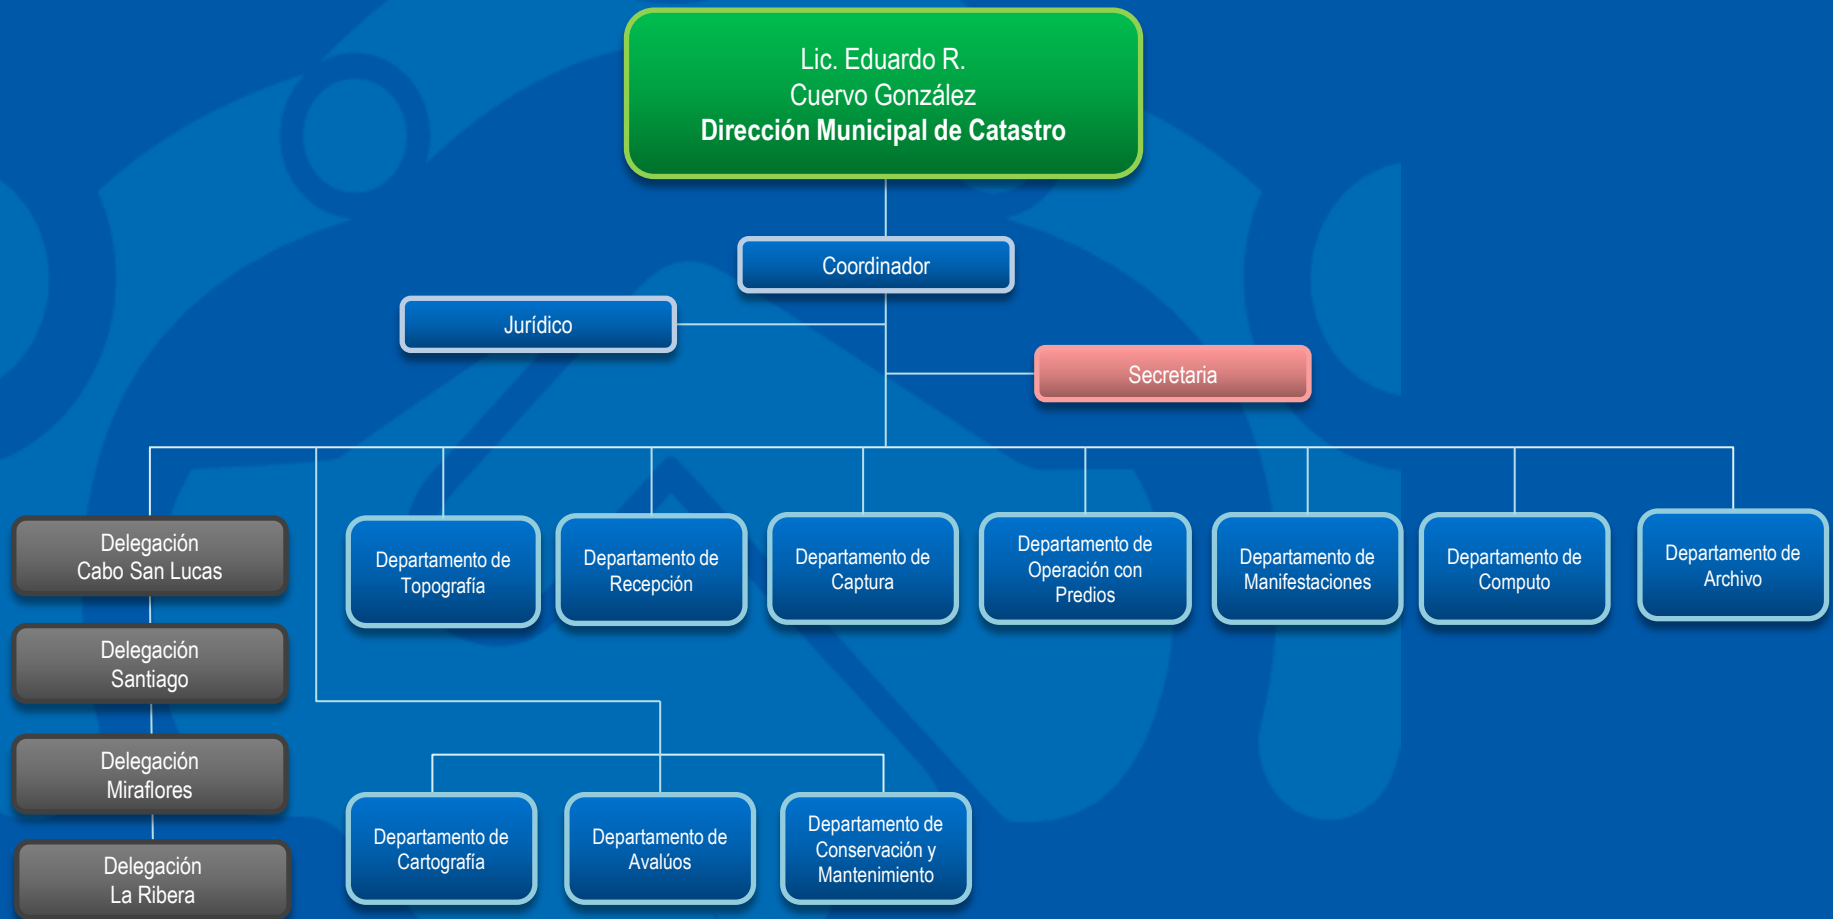 Lic. Eduardo R.
Cuervo González
Dirección Municipal de Catastro
Coordinador
Jurídico
Secretaria
Delegación
Cabo San Lucas
Delegación
Santiago
Delegación
Miraflores
Delegación
La Ribera
Departamento de
Topografía
Departamento de
Recepción
Departamento de
Captura
Departamento de
Operación con
Predios
Departamento de
Manifestaciones
Departamento de
Computo
Departamento de
Archivo
Departamento de
Cartografía
Departamento de
Avalúos
Departamento de
Conservación y
Mantenimiento